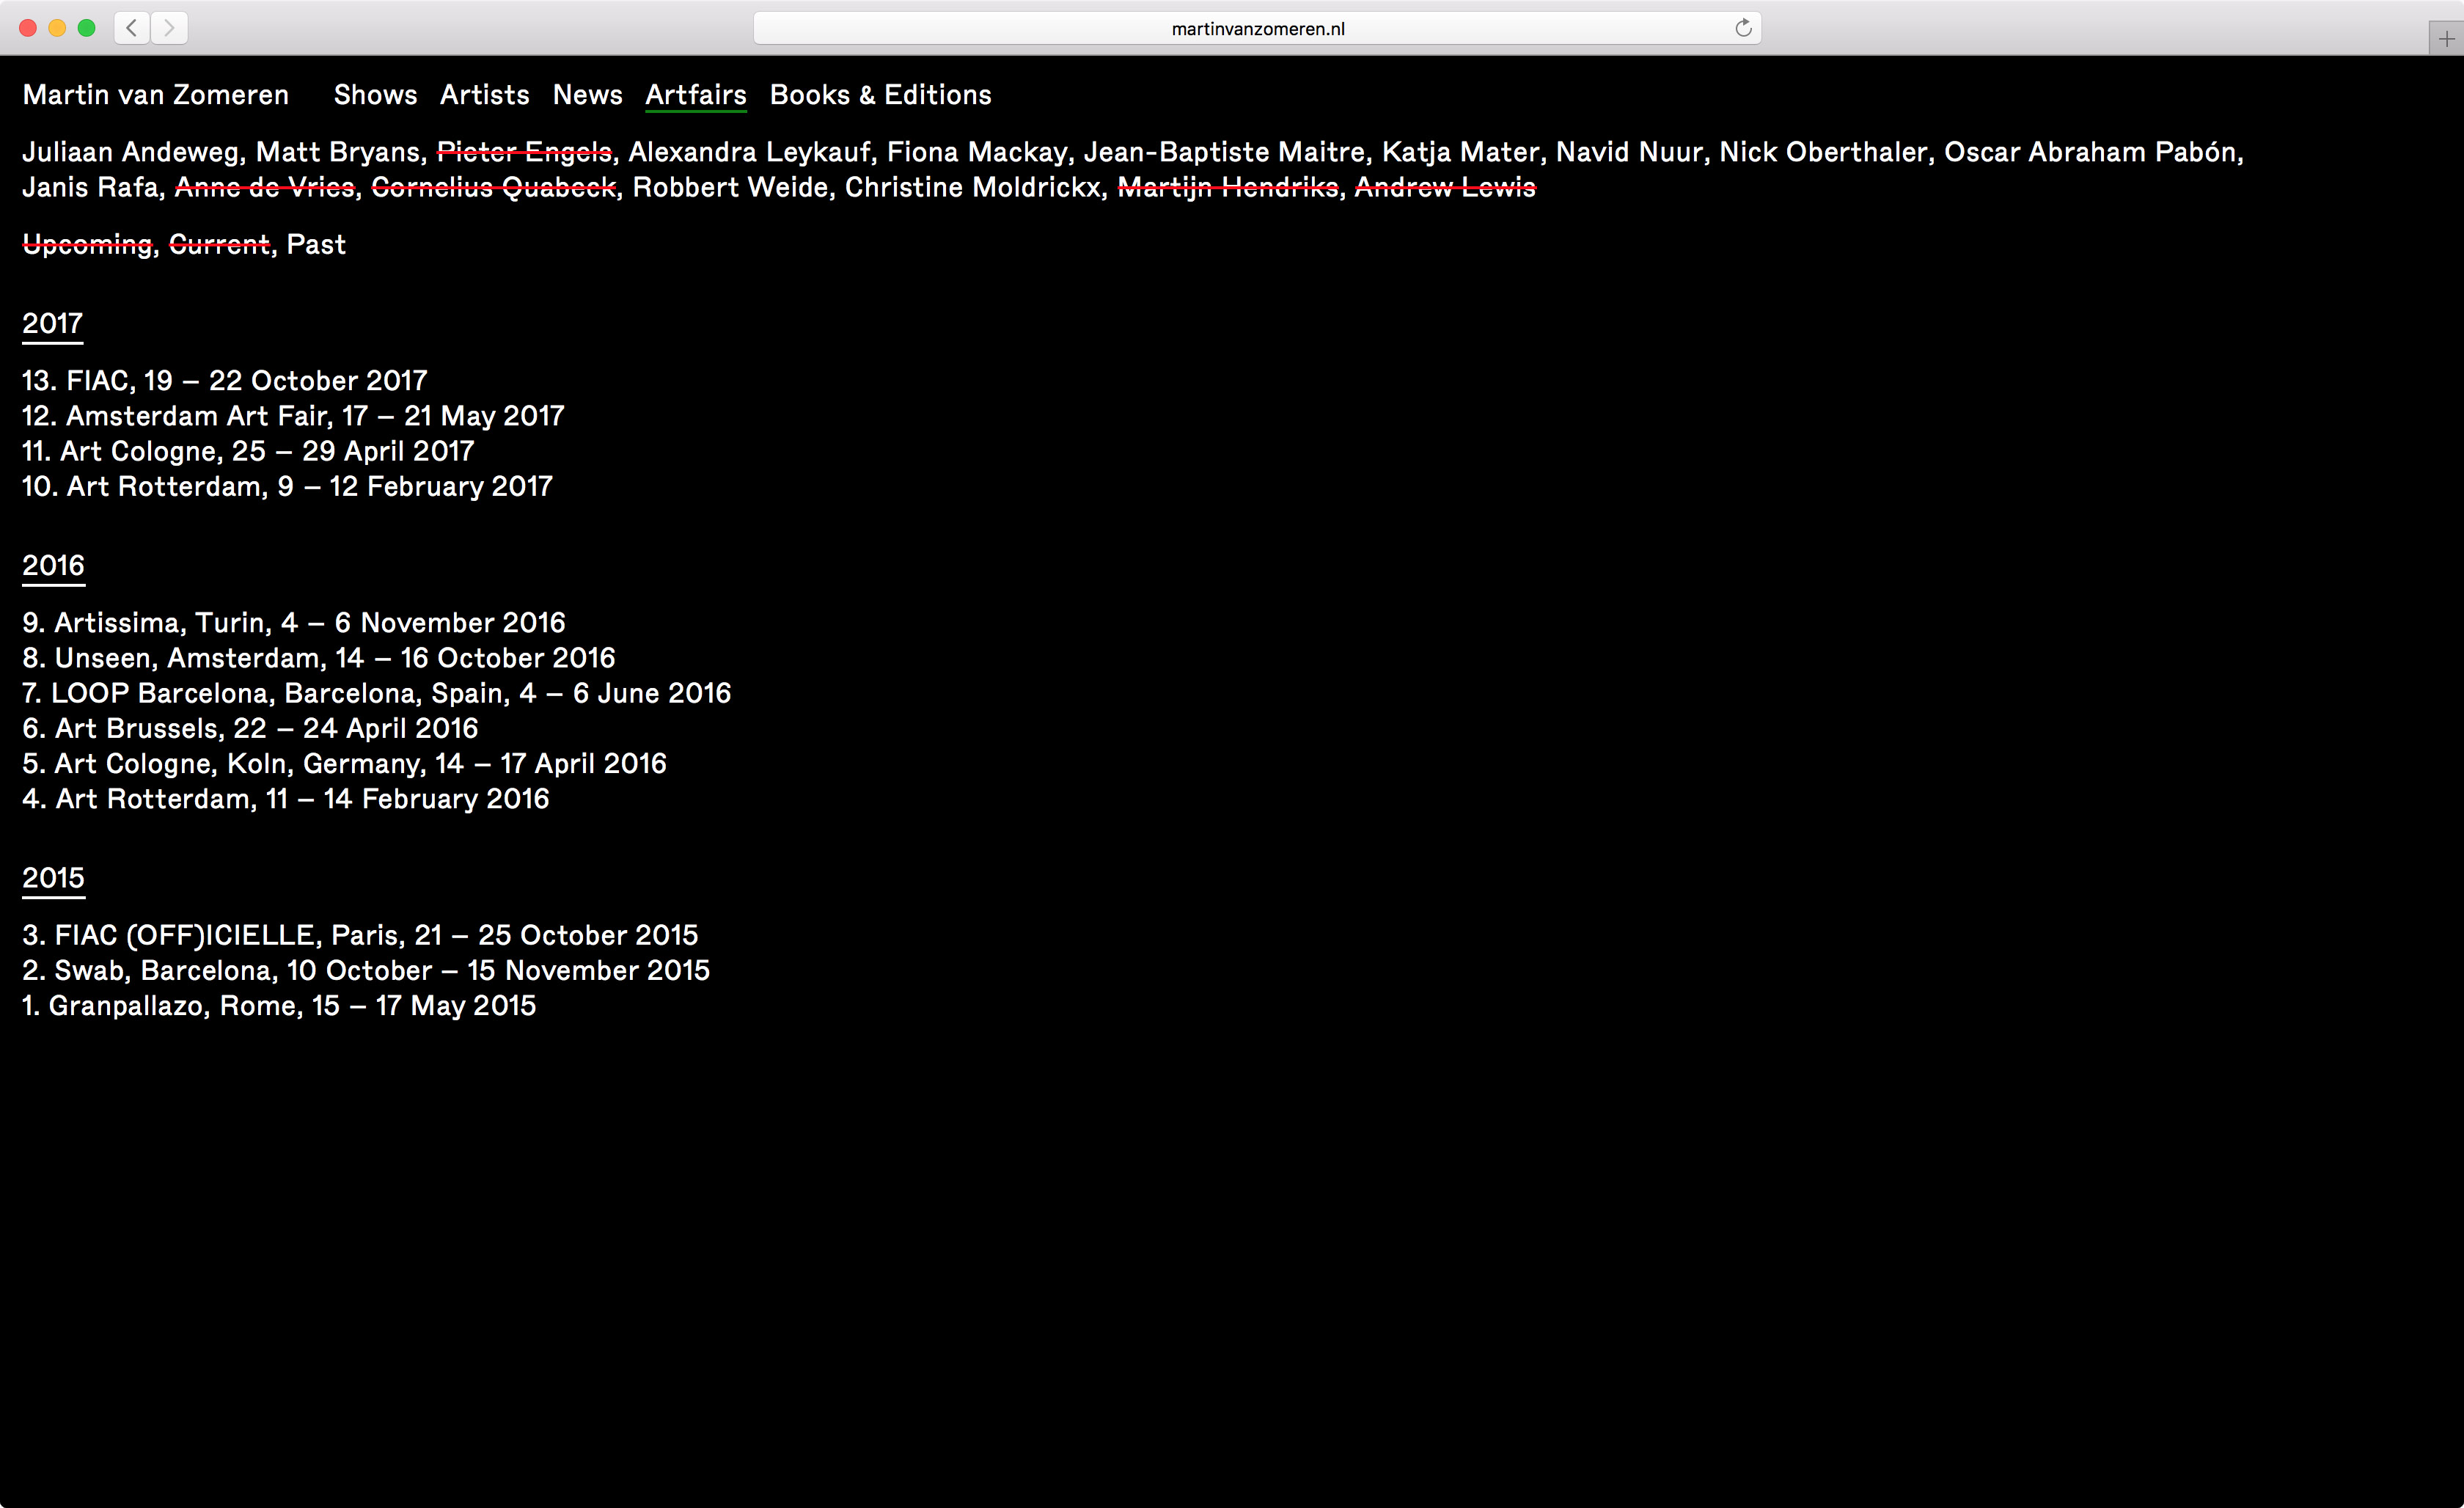 martinvanzomeren.nl
Martin van Zomeren Shows Artists News Artfairs Books & Editions
Juliaan Andeweg, Matt Bryans, Pieter Engels, Alexandra Leykauf, Fiona Mackay, Jean-Baptiste Maitre, Katja Mater, Navid Nuur, Nick Oberthaler, Oscar Abraham Pabón,
Janis Rafa, Anne de Vries, Cornelius Quabeck, Robbert Weide, Christine Moldrickx, Martijn Hendriks, Andrew Lewis
Upcoming, Current, Past
2017
13. FIAC, 19 – 22 October 2017
12. Amsterdam Art Fair, 17 – 21 May 2017
11. Art Cologne, 25 – 29 April 2017
10. Art Rotterdam, 9 – 12 February 2017
2016
9. Artissima, Turin, 4 – 6 November 2016
8. Unseen, Amsterdam, 14 – 16 October 2016
7. LOOP Barcelona, Barcelona, Spain, 4 – 6 June 2016
6. Art Brussels, 22 – 24 April 2016
5. Art Cologne, Koln, Germany, 14 – 17 April 2016
4. Art Rotterdam, 11 – 14 February 2016
2015
3. FIAC (OFF)ICIELLE, Paris, 21 – 25 October 2015
2. Swab, Barcelona, 10 October – 15 November 2015
1. Granpallazo, Rome, 15 – 17 May 2015